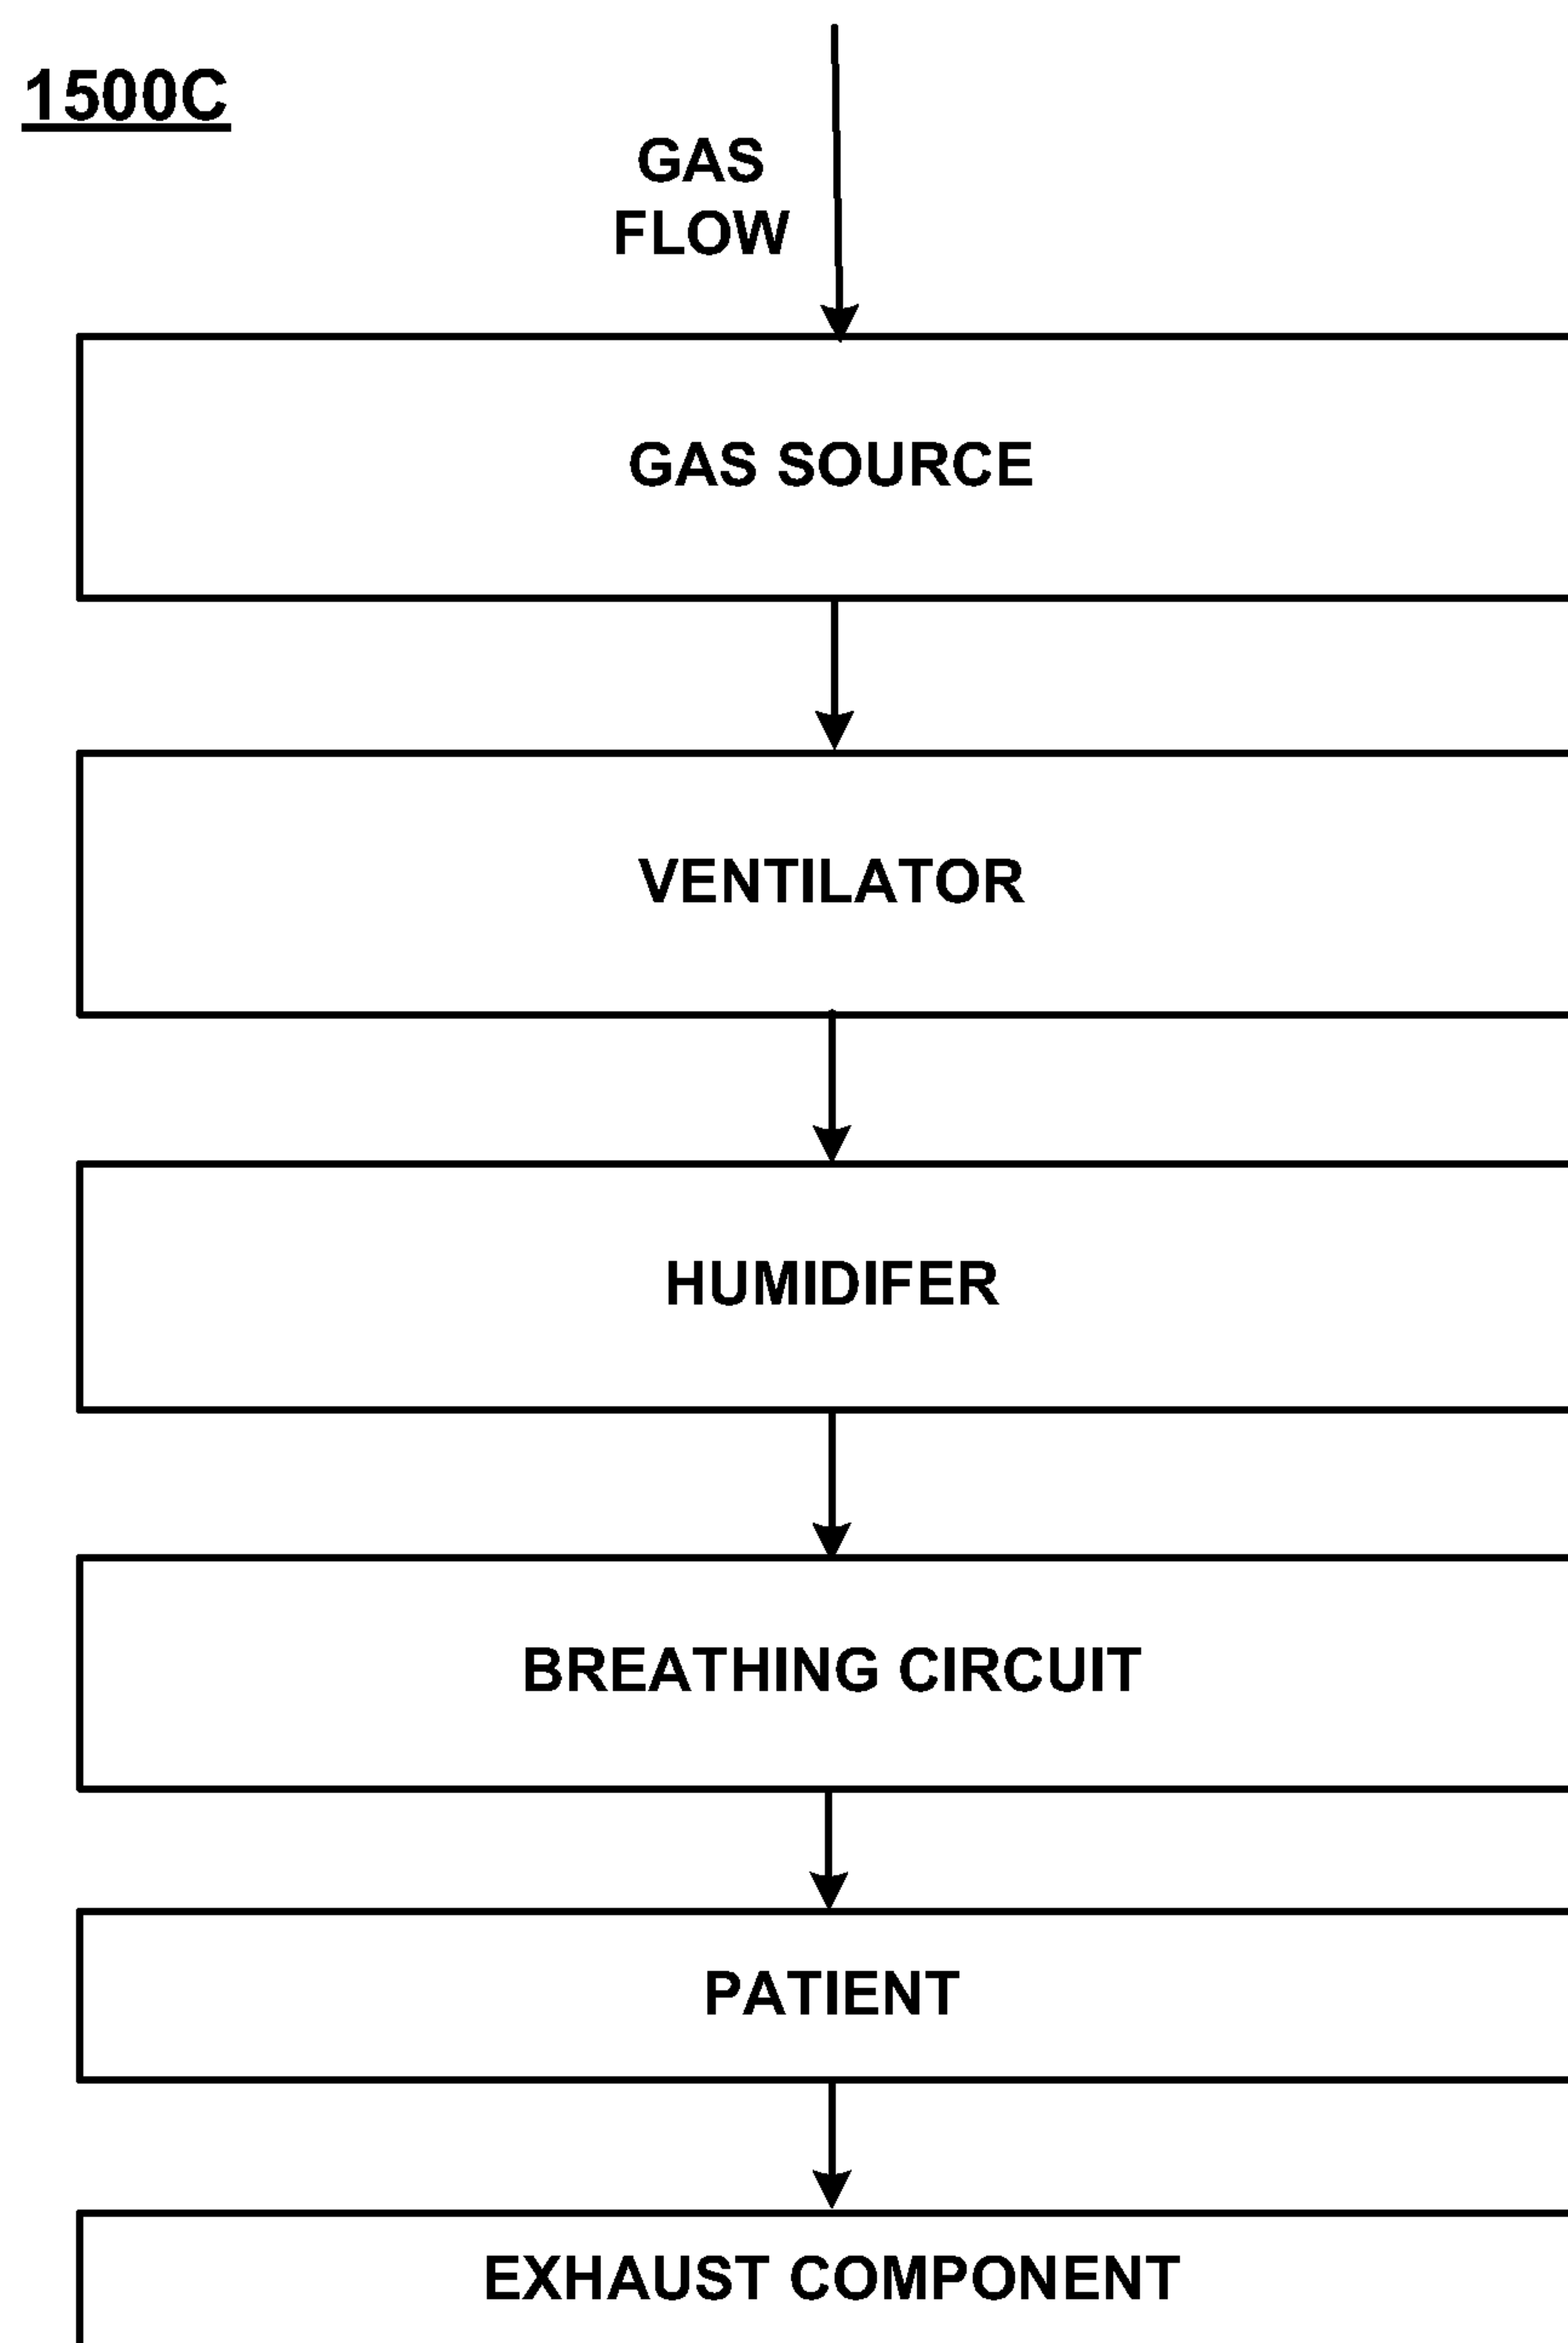 1500C
GAS
FLOW
GAS SOURCE
VENTILATOR
HUMIDIFER
BREATHING CIRCUIT
PATIENT
EXHAUST COMPONENT